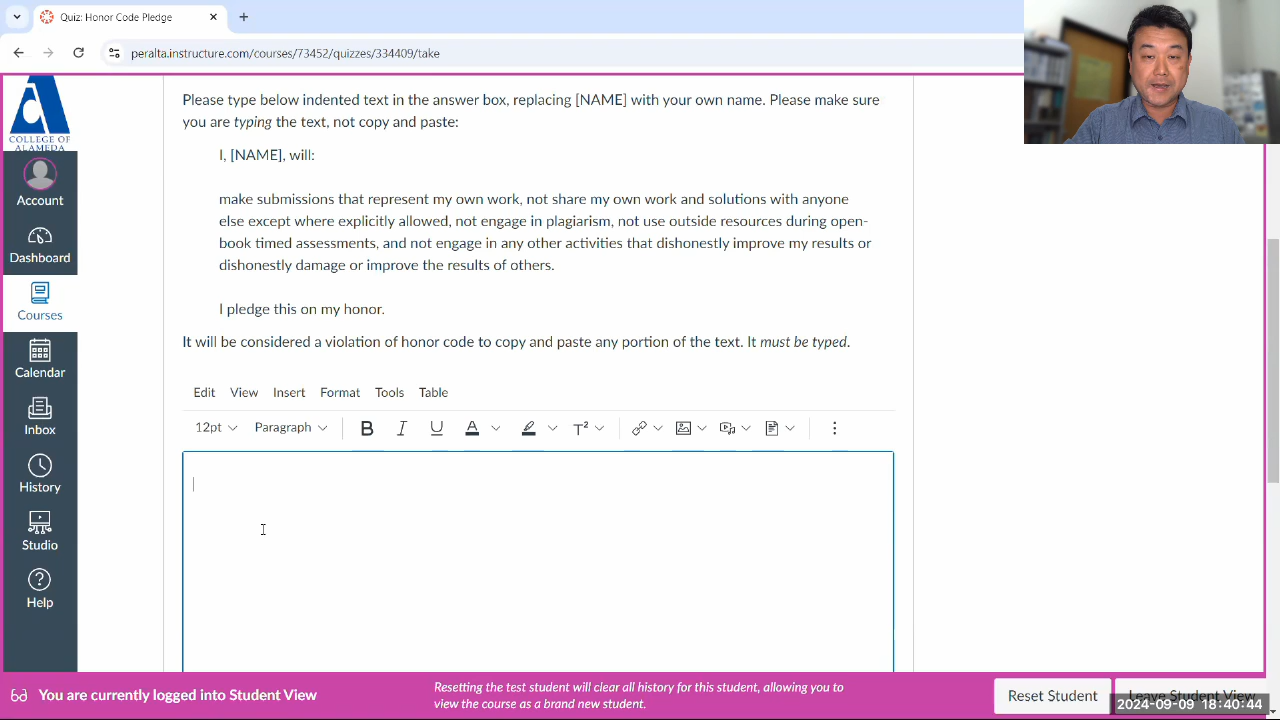 Quiz: Honor Code Pledge
peralta.instructure.com/courses/73452/quizzes/334409/take
COLLEGE OF
ALAMEDA
Account
Dashboard
Courses
Calendar
Inbox
History
Studio
Help
Please type below indented text in the answer box, replacing [NAME] with your own name. Please make sure
you are typing the text, not copy and paste:
I, [NAME], will:
make submissions that represent my own work, not share my own work and solutions with anyone
else except where explicitly allowed, not engage in plagiarism, not use outside resources during open-
book timed assessments, and not engage in any other activities that dishonestly improve my results or
dishonestly damage or improve the results of others.
I pledge this on my honor.
It will be considered a violation of honor code to copy and paste any portion of the text. It must be typed.
Edit View Insert Format Tools Table
12pt Paragraph B I U A T²
You are currently logged into Student View
Resetting the test student will clear all history for this student, allowing you to
view the course as a brand new student.
Reset Student
Leave Student View
2024-09-09 18:40:44